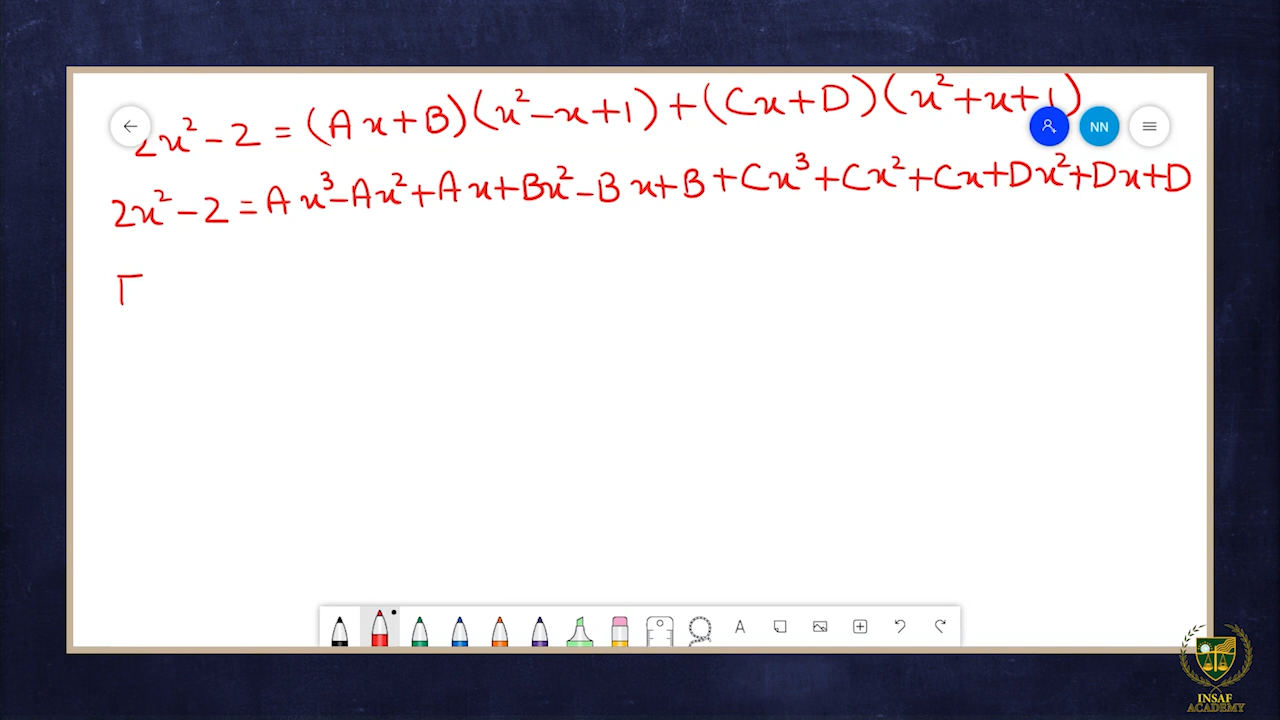 2x² - 2 = (Ax+B)(x² - x+1) + (Cx+D)(x²+x+1)
NN
2x² - 2 = Ax³ - Ax² + Ax + Bx² - Bx + B + Cx³ + Cx² + Cx + Dx² + Dx + D
A
INSAF
ACADEMY